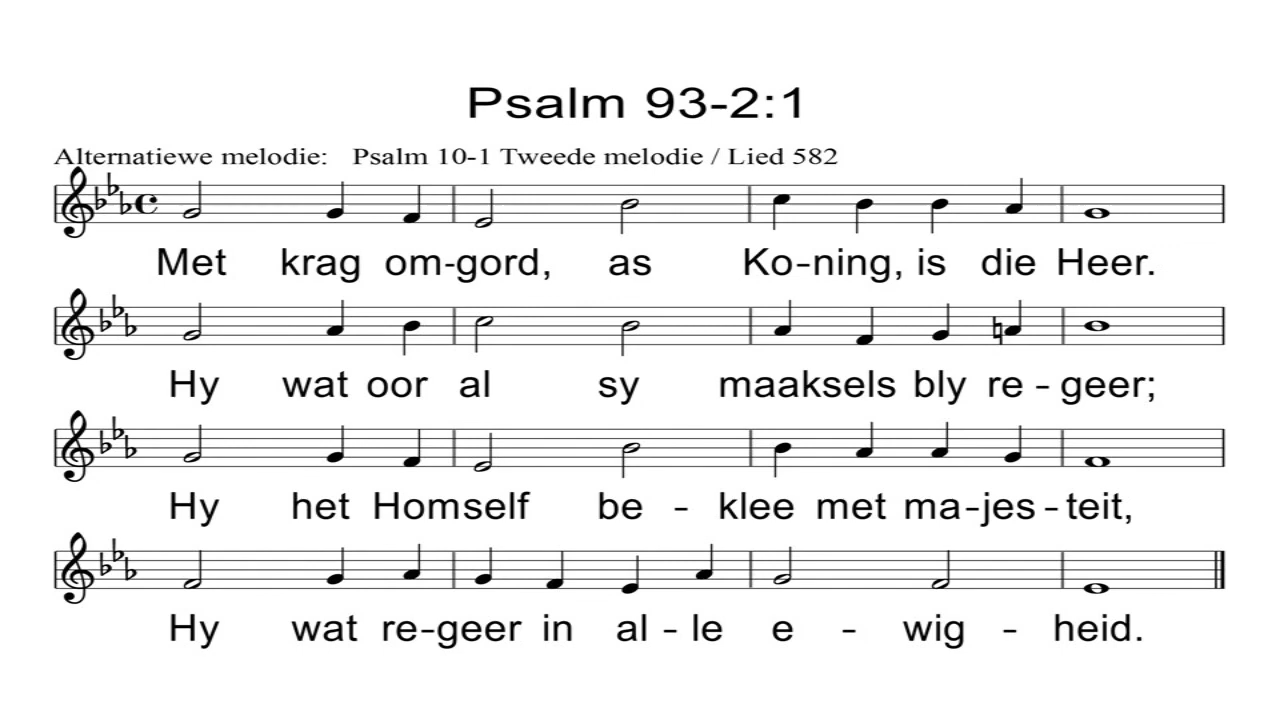 Psalm 93-2:1
Alternatiewe melodie: Psalm 10-1 Tweede melodie / Lied 582
Met krag om-gord, as Ko-ning, is die Heer.
Hy wat oor al sy maaksels bly re-geer;
Hy het Homself be-klee met ma-jes-teit,
Hy wat re-geer in al-le e-wig-heid.